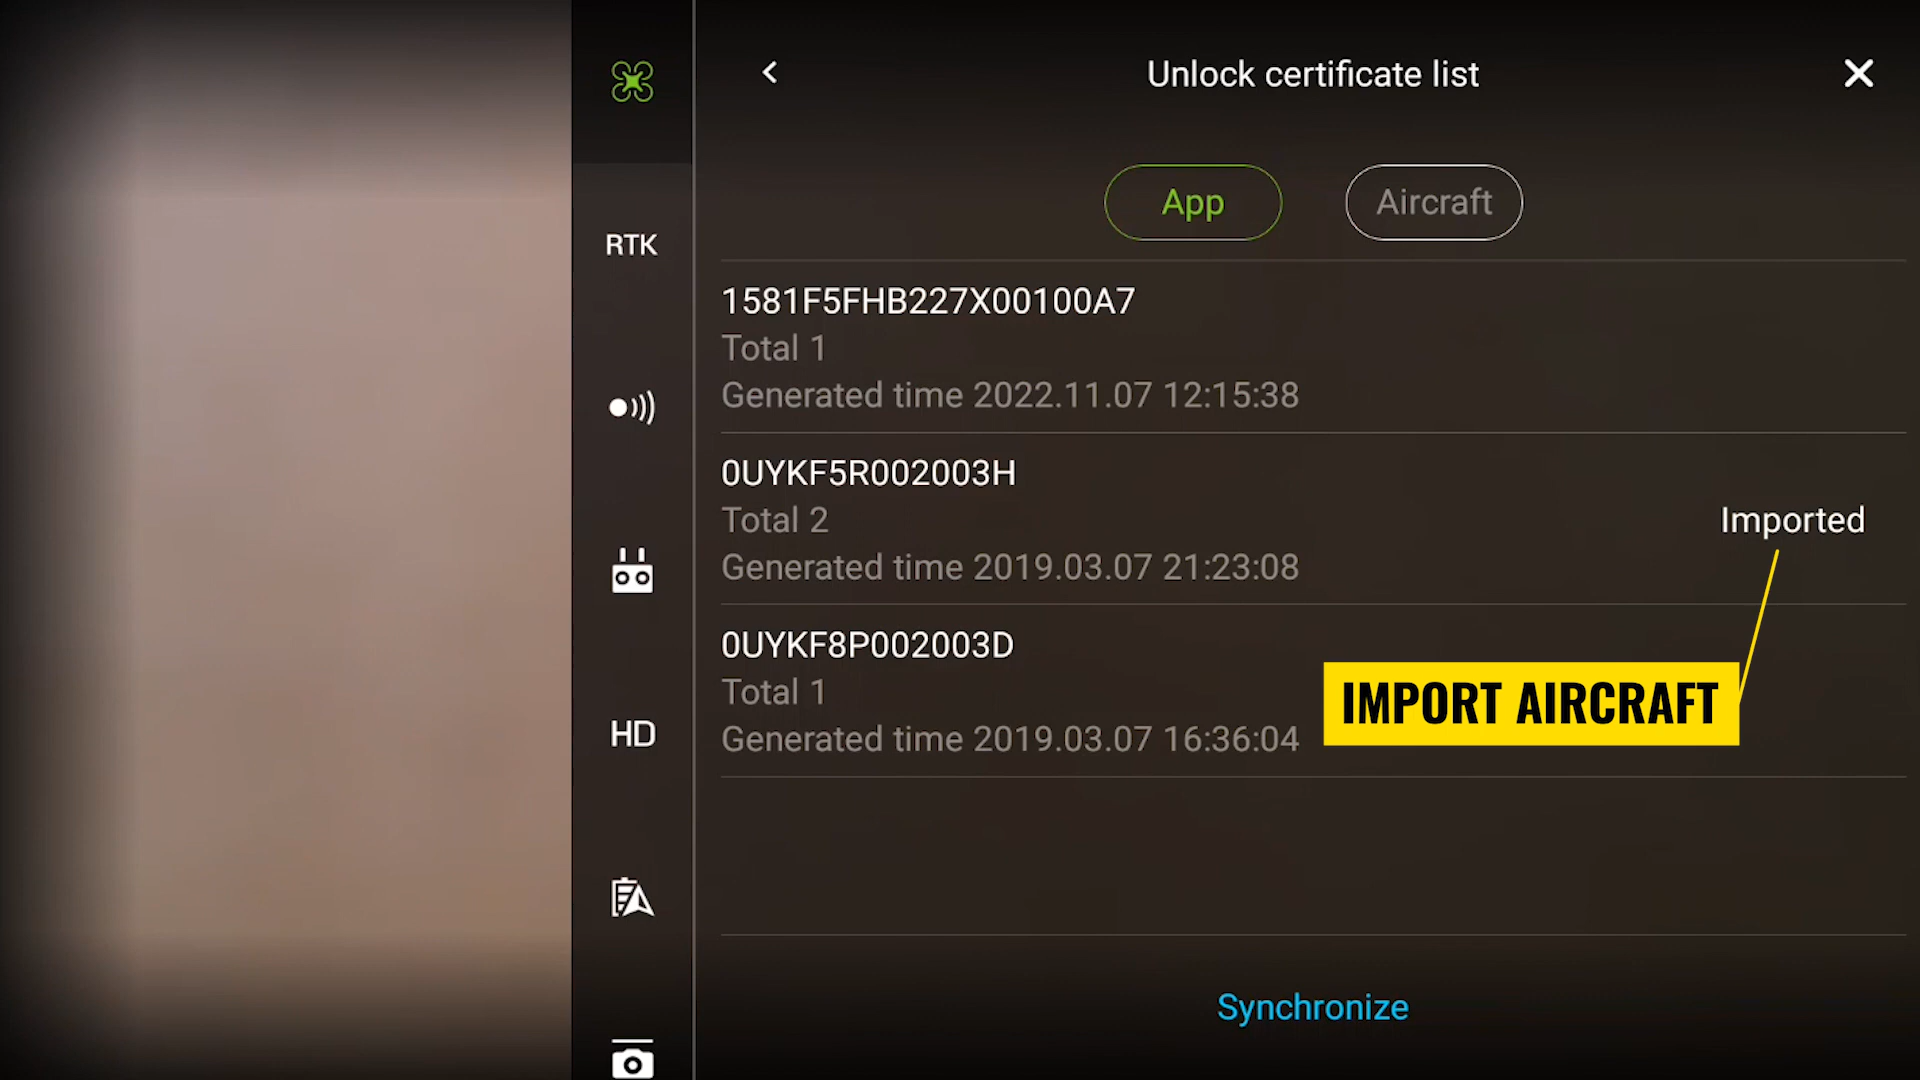 Unlock certificate list
App
Aircraft
RTK
1581F5FHB227X00100A7
Total 1
Generated time 2022.11.07 12:15:38
0UYKF5R002003H
Total 2
Imported
Generated time 2019.03.07 21:23:08
0UYKF8P002003D
Total 1
IMPORT AIRCRAFT
Generated time 2019.03.07 16:36:04
HD
Synchronize